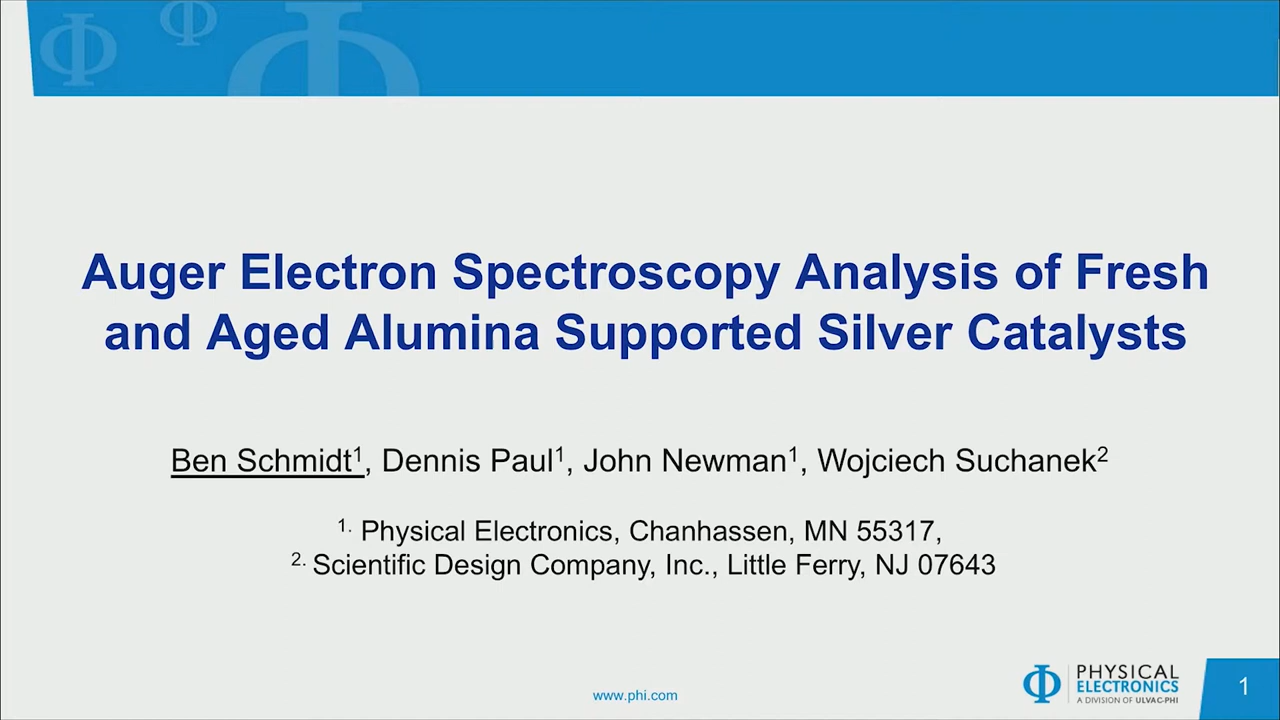 Auger Electron Spectroscopy Analysis of Fresh
and Aged Alumina Supported Silver Catalysts
Ben Schmidt¹, Dennis Paul¹, John Newman¹, Wojciech Suchanek²
¹· Physical Electronics, Chanhassen, MN 55317,
²· Scientific Design Company, Inc., Little Ferry, NJ 07643
www.phi.com
PHYSICAL
ELECTRONICS
A DIVISION OF ULVAC-PHI
1